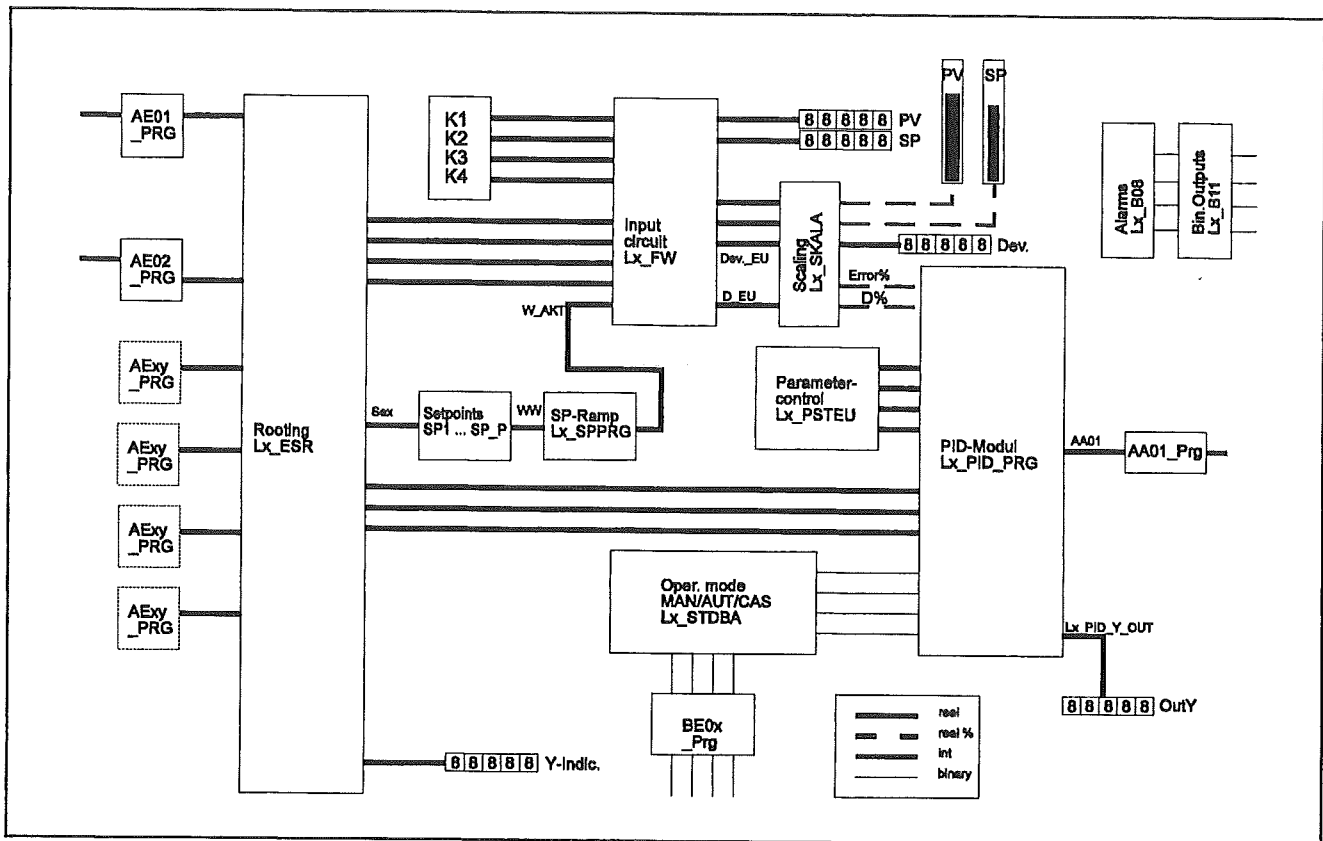 PV SP
AE01
_PRG
K1
K2
K3
K4
8 8 8 8 8 PV
8 8 8 8 8 SP
Alarms
Lx_B08
Bin.Outputs
Lx_B11
AE02
_PRG
Input
circuit
Lx_FW
Scaling
Lx_SKALA
8 8 8 8 8 Dev.
Dev._EU
Error%
D_EU
D%
W_AKT
AExy
_PRG
Parameter-
control
Lx_PSTEU
Sax
Setpoints
SP1 ... SP_P
WW
SP-Ramp
Lx_SPPRG
AExy
_PRG
Rooting
Lx_ESR
PID-Modul
Lx_PID_PRG
AA01
AA01_Prg
AExy
_PRG
Oper. mode
MAN/AUT/CAS
Lx_STDBA
AExy
_PRG
Lx_PID_Y_OUT
8 8 8 8 8 OutY
BE0x
_Prg
real
real %
int
binary
8 8 8 8 8 Y-Indic.